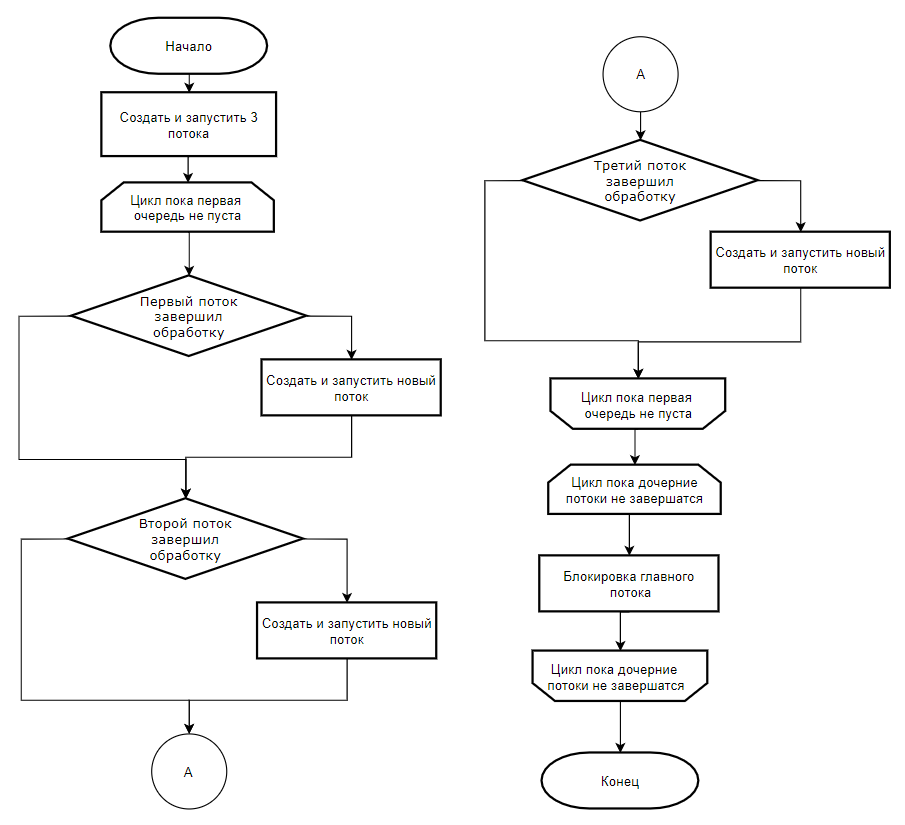 Начало
Создать и запустить 3
потока
Цикл пока первая
очередь не пуста
Первый поток
завершил
обработку
Создать и запустить новый
поток
Второй поток
завершил
обработку
Создать и запустить новый
поток
А
А
Третий поток
завершил
обработку
Создать и запустить новый
поток
Цикл пока первая
очередь не пуста
Цикл пока дочерние
потоки не завершатся
Блокировка главного
потока
Цикл пока дочерние
потоки не завершатся
Конец